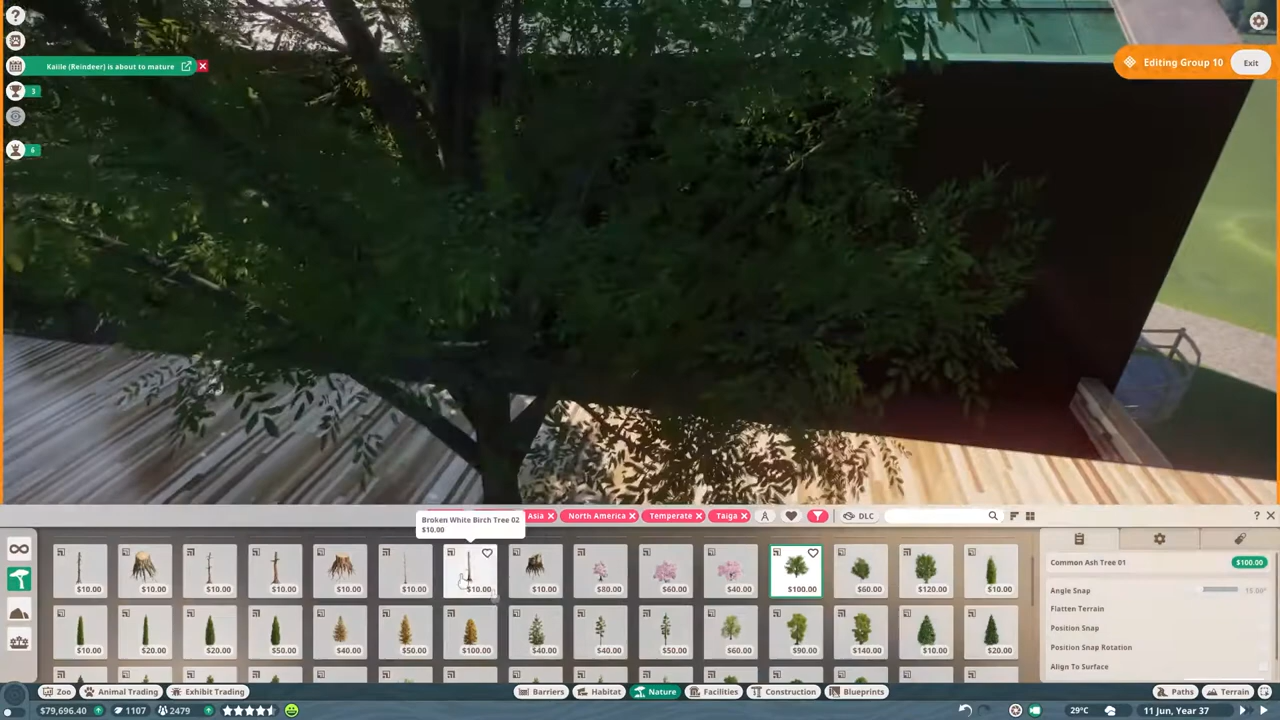 ?
Kaiile (Reindeer) is about to mature
3
6
Editing Group 10
Exit
Broken White Birch Tree 02
$10.00
Asia
North America
Temperate
Taiga
DLC
?
$10.00 $10.00 $10.00 $10.00 $10.00 $10.00 $10.00 $10.00 $80.00 $60.00 $40.00 $100.00 $60.00 $120.00 $10.00
$10.00 $20.00 $20.00 $50.00 $40.00 $50.00 $100.00 $40.00 $40.00 $50.00 $60.00 $90.00 $140.00 $10.00 $20.00
Common Ash Tree 01 $100.00
Angle Snap
Flatten Terrain
Position Snap
Position Snap Rotation
Align To Surface
Zoo Animal Trading Exhibit Trading Barriers Habitat Nature Facilities Construction Blueprints Paths Terrain
$79,696.40 1107 2479 29°C 11 Jun, Year 37